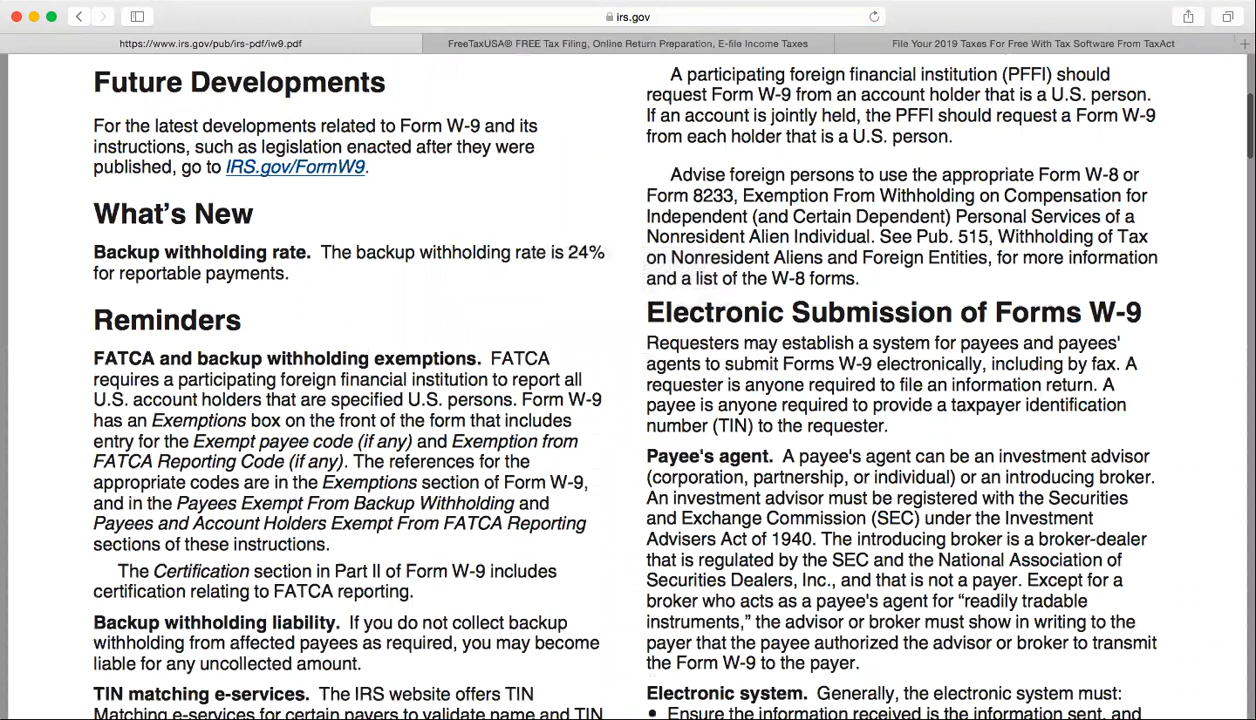 irs.gov
https://www.irs.gov/pub/irs-pdf/iw9.pdf
FreeTaxUSA® FREE Tax Filing, Online Return Preparation, E-file Income Taxes
File Your 2019 Taxes For Free With Tax Software From TaxAct
Future Developments
For the latest developments related to Form W-9 and its
instructions, such as legislation enacted after they were
published, go to IRS.gov/FormW9.
What's New
Backup withholding rate. The backup withholding rate is 24%
for reportable payments.
Reminders
FATCA and backup withholding exemptions. FATCA
requires a participating foreign financial institution to report all
U.S. account holders that are specified U.S. persons. Form W-9
has an Exemptions box on the front of the form that includes
entry for the Exempt payee code (if any) and Exemption from
FATCA Reporting Code (if any). The references for the
appropriate codes are in the Exemptions section of Form W-9,
and in the Payees Exempt From Backup Withholding and
Payees and Account Holders Exempt From FATCA Reporting
sections of these instructions.
The Certification section in Part II of Form W-9 includes
certification relating to FATCA reporting.
Backup withholding liability. If you do not collect backup
withholding from affected payees as required, you may become
liable for any uncollected amount.
TIN matching e-services. The IRS website offers TIN
Matching e-services for certain payers to validate name and TIN
A participating foreign financial institution (PFFI) should
request Form W-9 from an account holder that is a U.S. person.
If an account is jointly held, the PFFI should request a Form W-9
from each holder that is a U.S. person.
Advise foreign persons to use the appropriate Form W-8 or
Form 8233, Exemption From Withholding on Compensation for
Independent (and Certain Dependent) Personal Services of a
Nonresident Alien Individual. See Pub. 515, Withholding of Tax
on Nonresident Aliens and Foreign Entities, for more information
and a list of the W-8 forms.
Electronic Submission of Forms W-9
Requesters may establish a system for payees and payees'
agents to submit Forms W-9 electronically, including by fax. A
requester is anyone required to file an information return. A
payee is anyone required to provide a taxpayer identification
number (TIN) to the requester.
Payee's agent. A payee's agent can be an investment advisor
(corporation, partnership, or individual) or an introducing broker.
An investment advisor must be registered with the Securities
and Exchange Commission (SEC) under the Investment
Advisers Act of 1940. The introducing broker is a broker-dealer
that is regulated by the SEC and the National Association of
Securities Dealers, Inc., and that is not a payer. Except for a
broker who acts as a payee's agent for “readily tradable
instruments,” the advisor or broker must show in writing to the
payer that the payee authorized the advisor or broker to transmit
the Form W-9 to the payer.
Electronic system. Generally, the electronic system must:
• Ensure the information received is the information sent, and